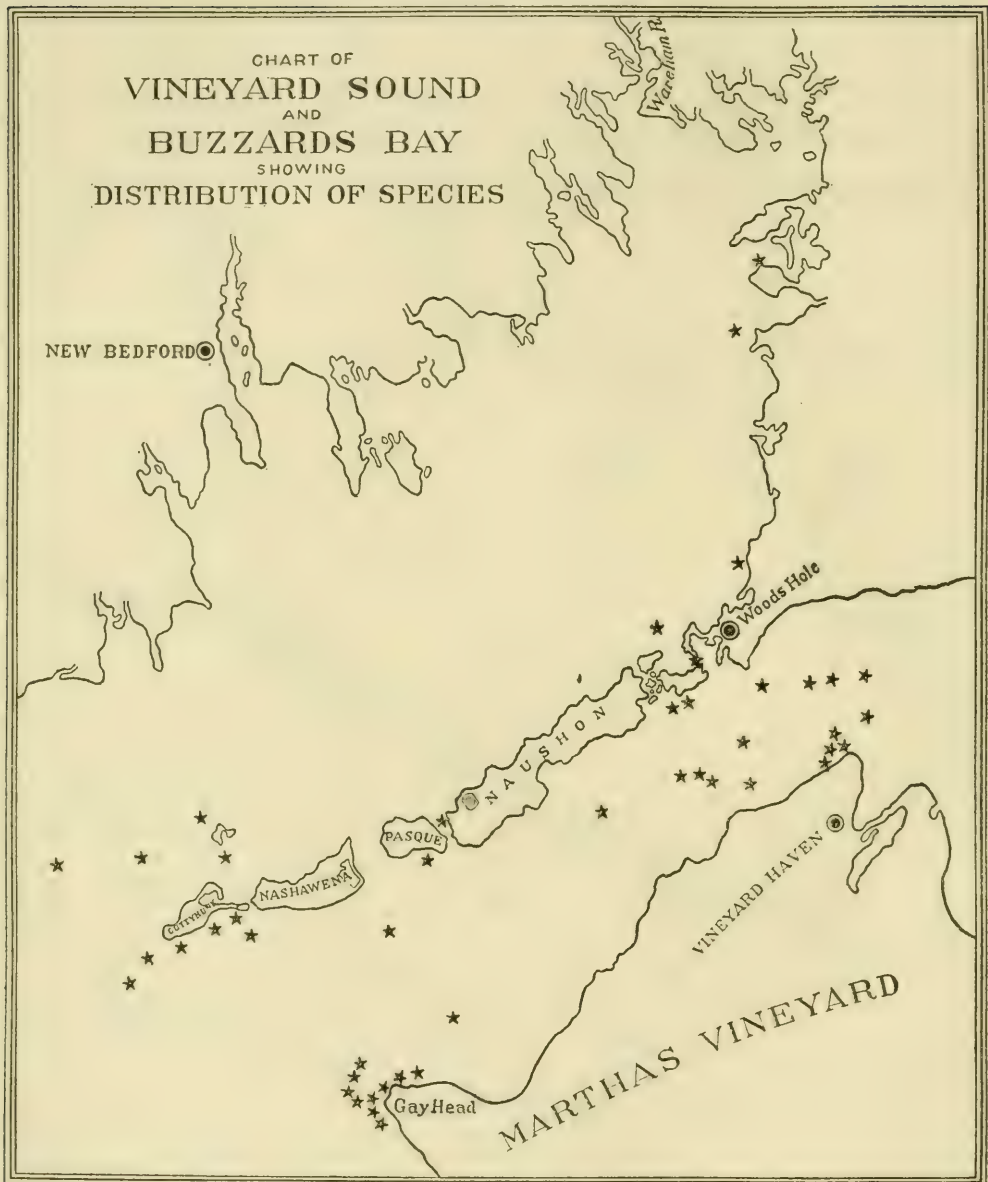 CHART OF
VINEYARD SOUND
AND
BUZZARDS BAY
SHOWING
DISTRIBUTION OF SPECIES
Wareham R
NEW BEDFORD
Woods Hole
NAUSHON
PASQUE
NASHAWENA
CUTTYHUNK
VINEYARD HAVEN
MARTHAS VINEYARD
Gay Head